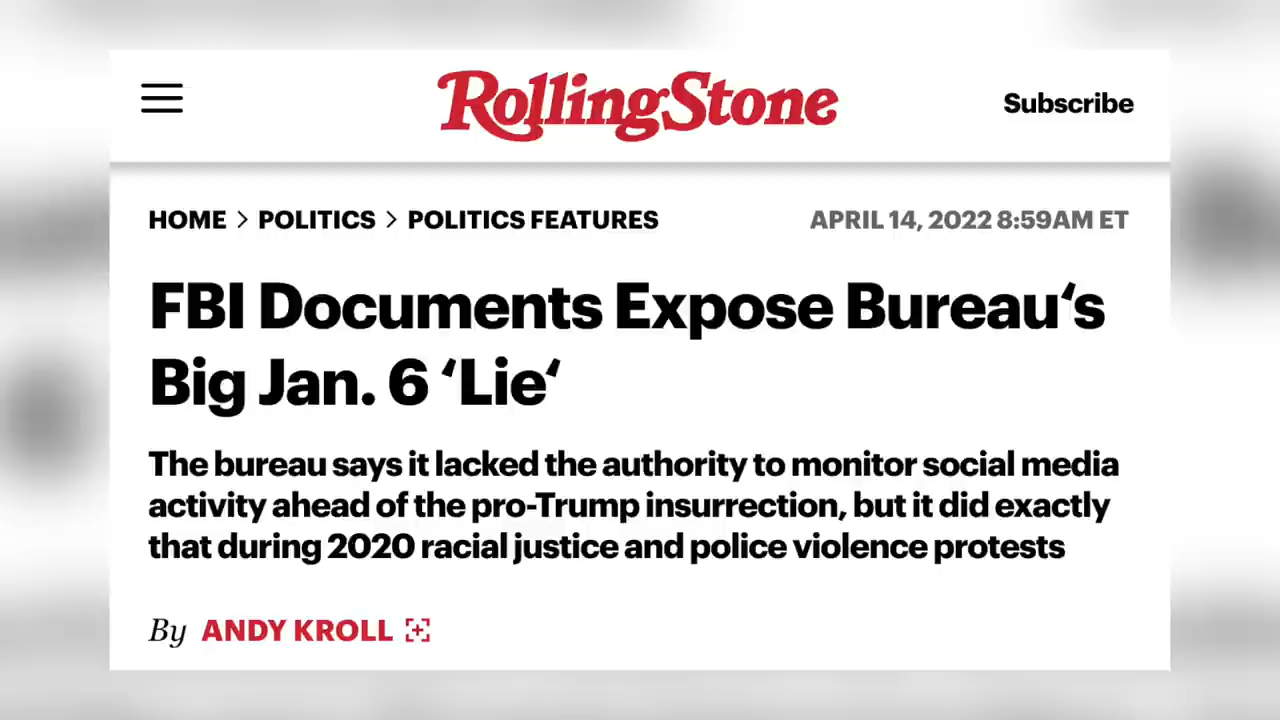 RollingStone
Subscribe
HOME > POLITICS > POLITICS FEATURES
APRIL 14, 2022 8:59AM ET
FBI Documents Expose Bureau‘s
Big Jan. 6 ‘Lie‘
The bureau says it lacked the authority to monitor social media
activity ahead of the pro-Trump insurrection, but it did exactly
that during 2020 racial justice and police violence protests
By ANDY KROLL